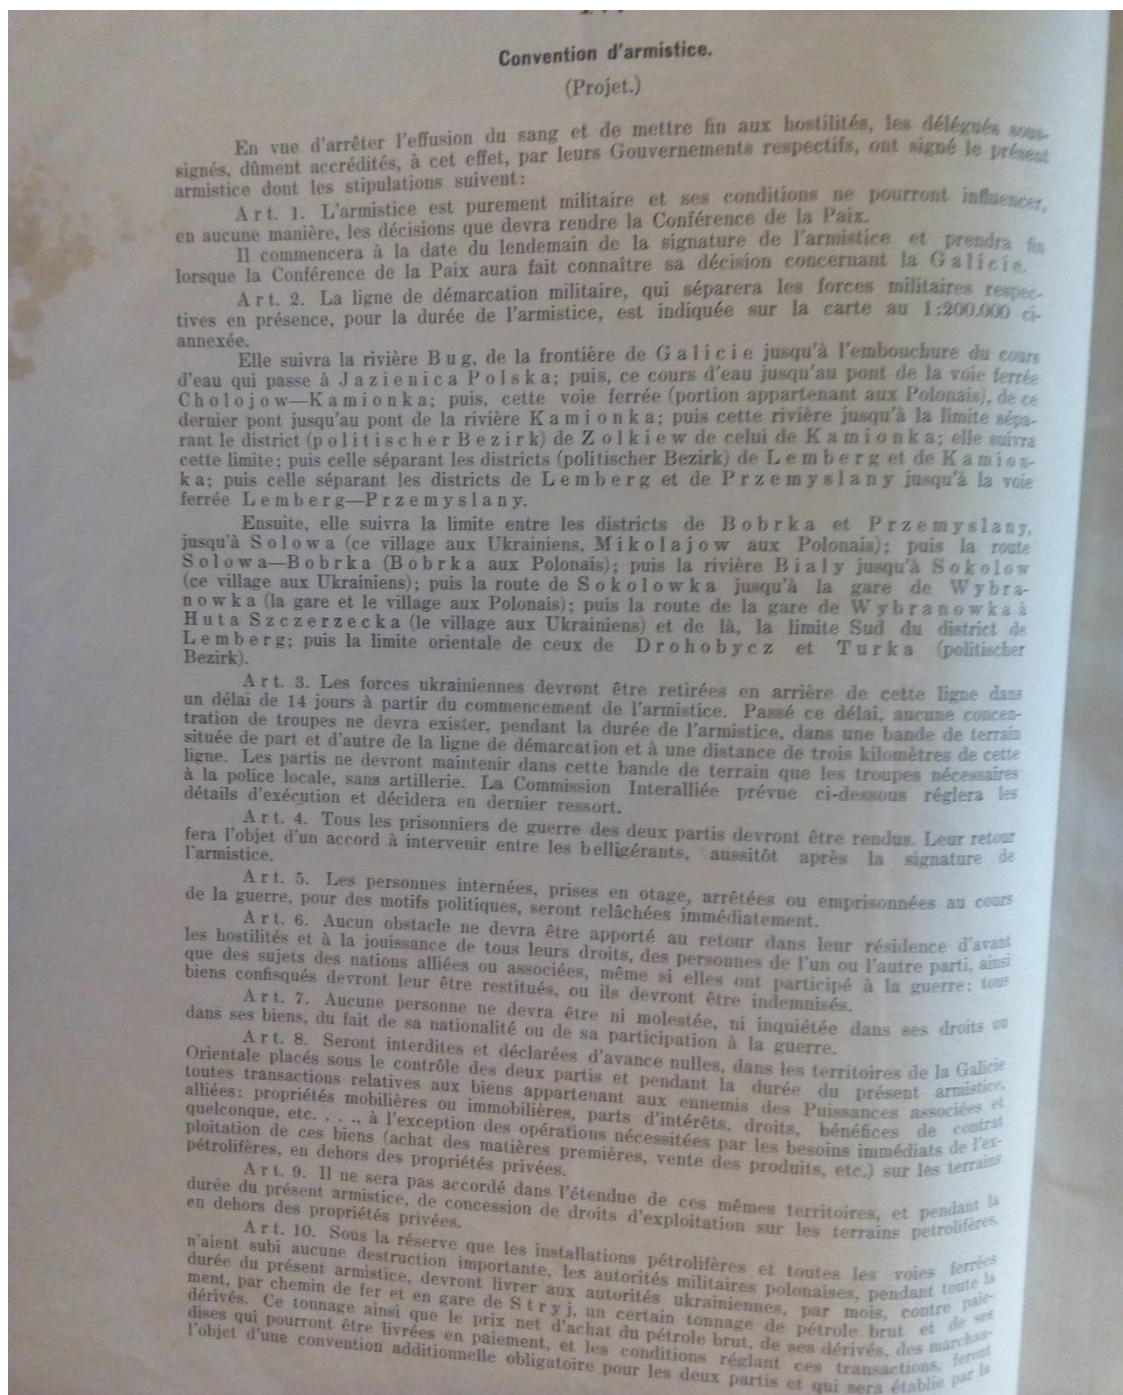 Convention d'armistice.
(Projet.)
En vue d'arrêter l'effusion du sang et de mettre fin aux hostilités, les délégués sous-
signés, dûment accrédités, à cet effet, par leurs Gouvernements respectifs, ont signé le présent
armistice dont les stipulations suivent:
Art. 1. L'armistice est purement militaire et ses conditions ne pourront influencer,
en aucune manière, les décisions que devra rendre la Conférence de la Paix.
Il commencera à la date du lendemain de la signature de l'armistice et prendra fin
lorsque la Conférence de la Paix aura fait connaître sa décision concernant la Galicie.
Art. 2. La ligne de démarcation militaire, qui séparera les forces militaires respec-
tives en présence, pour la durée de l'armistice, est indiquée sur la carte au 1:200.000 ci-
annexée.
Elle suivra la rivière Bug, de la frontière de Galicie jusqu'à l'embouchure du cours
d'eau qui passe à Jazienica Polska; puis, ce cours d'eau jusqu'au pont de la voie ferrée
Cholojow—Kamionka; puis, cette voie ferrée (portion appartenant aux Polonais), de ce
dernier pont jusqu'au pont de la rivière Kamionka; puis cette rivière jusqu'à la limite sépa-
rant le district (politischer Bezirk) de Zolkiew de celui de Kamionka; elle suivra
cette limite; puis celle séparant les districts (politischer Bezirk) de Lemberg et de Kamion-
ka; puis celle séparant les districts de Lemberg et de Przemyslany jusqu'à la voie
ferrée Lemberg—Przemyslany.
Ensuite, elle suivra la limite entre les districts de Bobrka et Przemyslany,
jusqu'à Solowa (ce village aux Ukrainiens, Mikolajow aux Polonais); puis la route
Solowa—Bobrka (Bobrka aux Polonais); puis la rivière Bialy jusqu'à Sokolow
(ce village aux Ukrainiens); puis la route de Sokolowka jusqu'à la gare de Wybra-
nowka (la gare et le village aux Polonais); puis la route de la gare de Wybranowka à
Huta Szczerzecka (le village aux Ukrainiens) et de là, la limite Sud du district de
Lemberg; puis la limite orientale de ceux de Drohobycz et Turka (politischer
Bezirk).
Art. 3. Les forces ukrainiennes devront être retirées en arrière de cette ligne dans
un délai de 14 jours à partir du commencement de l'armistice. Passé ce délai, aucune concen-
tration de troupes ne devra exister, pendant la durée de l'armistice, dans une bande de terrain
située de part et d'autre de la ligne de démarcation et à une distance de trois kilomètres de cette
ligne. Les partis ne devront maintenir dans cette bande de terrain que les troupes nécessaires
à la police locale, sans artillerie. La Commission Interalliée prévue ci-dessous réglera les
détails d'exécution et décidera en dernier ressort.
Art. 4. Tous les prisonniers de guerre des deux partis devront être rendus. Leur retour
fera l'objet d'un accord à intervenir entre les belligérants, aussitôt après la signature de
l'armistice.
Art. 5. Les personnes internées, prises en otage, arrêtées ou emprisonnées au cours
de la guerre, pour des motifs politiques, seront relâchées immédiatement.
Art. 6. Aucun obstacle ne devra être apporté au retour dans leur résidence d'avant
les hostilités et à la jouissance de tous leurs droits, des personnes de l'un ou l'autre parti, ainsi
que des sujets des nations alliées ou associées, même si elles ont participé à la guerre; tous
biens confisqués devront leur être restitués, ou ils devront être indemnisés.
Art. 7. Aucune personne ne devra être ni molestée, ni inquiétée dans ses droits ou
dans ses biens, du fait de sa nationalité ou de sa participation à la guerre.
Art. 8. Seront interdites et déclarées d'avance nulles, dans les territoires de la Galicie
Orientale placés sous le contrôle des deux partis et pendant la durée du présent armistice,
toutes transactions relatives aux biens appartenant aux ennemis des Puissances associées et
alliées: propriétés mobilières ou immobilières, parts d'intérêts, droits, bénéfices de contrat
quelconque, etc. . . ., à l'exception des opérations nécessitées par les besoins immédiats de l'ex-
ploitation de ces biens (achat des matières premières, vente des produits, etc.) sur les terrains
pétrolifères, en dehors des propriétés privées.
Art. 9. Il ne sera pas accordé dans l'étendue de ces mêmes territoires, et pendant la
durée du présent armistice, de concession de droits d'exploitation sur les terrains petrolifères,
en dehors des propriétés privées.
Art. 10. Sous la réserve que les installations pétrolifères et toutes les voies ferrées
n'aient subi aucune destruction importante, les autorités militaires polonaises, pendant toute la
durée du présent armistice, devront livrer aux autorités ukrainiennes, par mois, contre paie-
ment, par chemin de fer et en gare de Stryj, un certain tonnage de pétrole brut et de ses
dérivés. Ce tonnage ainsi que le prix net d'achat du pétrole brut, de ses dérivés, des marchan-
dises qui pourront être livrées en paiement, et les conditions réglant ces transactions, feront
l'objet d'une convention additionnelle obligatoire pour les deux partis et qui sera établie par la